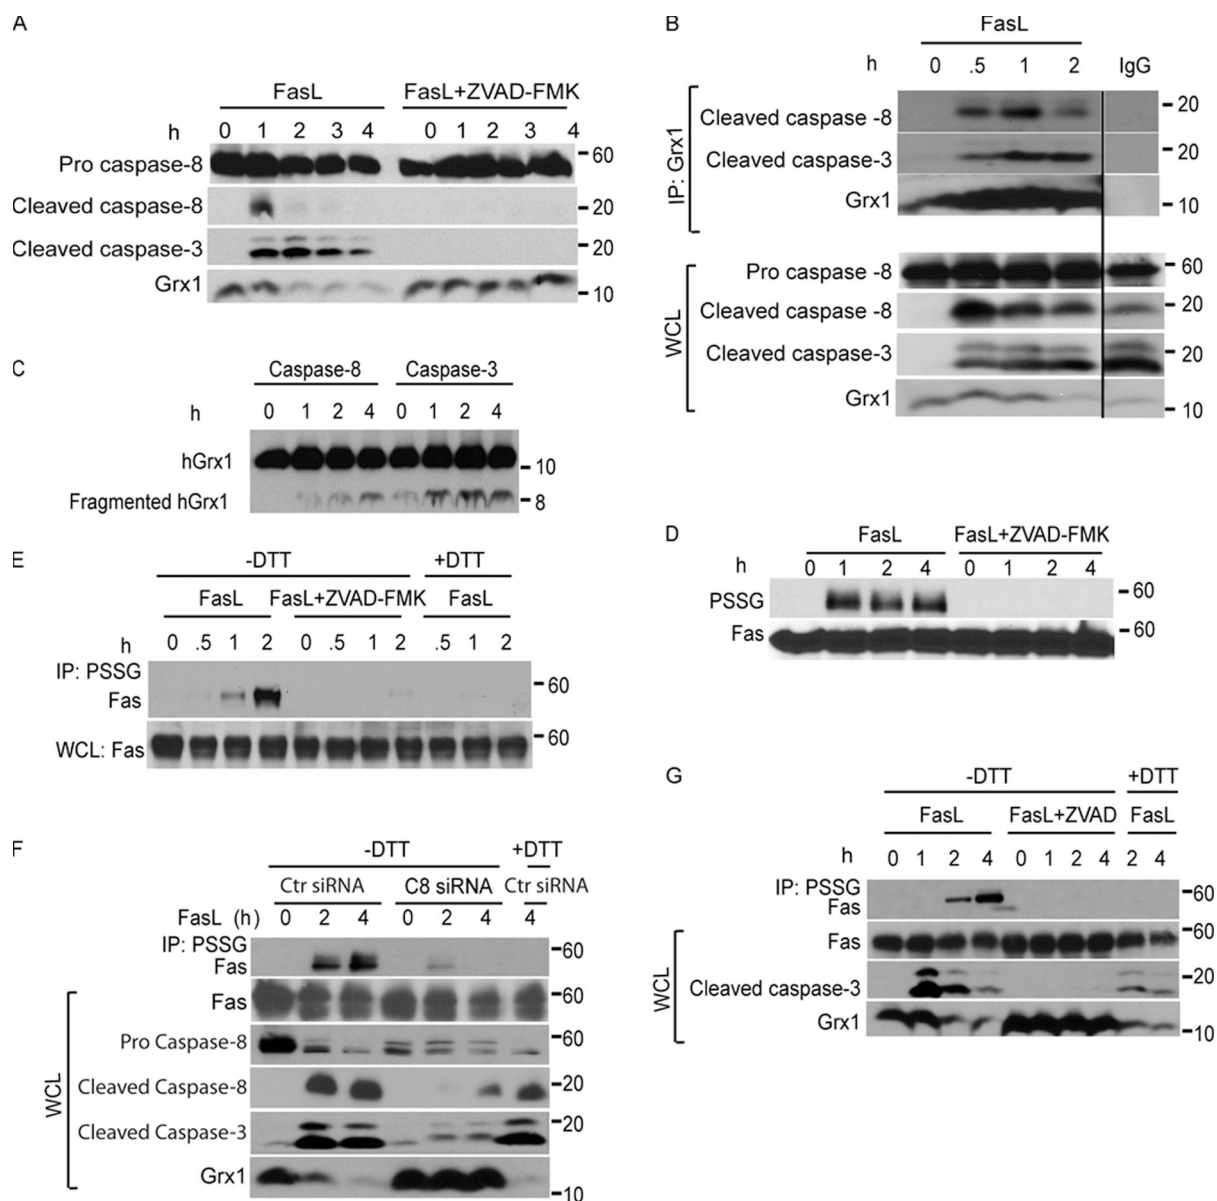 A
FasL FasL+ZVAD-FMK
h 0 1 2 3 4 0 1 2 3 4
Pro caspase-8 60
Cleaved caspase-8 20
Cleaved caspase-3 20
Grx1 10
B
FasL
h 0 .5 1 2 IgG
IP: Grx1
Cleaved caspase -8 20
Cleaved caspase-3 20
Grx1 10
WCL
Pro caspase -8 60
Cleaved caspase -8 20
Cleaved caspase-3 20
Grx1 10
C
Caspase-8 Caspase-3
h 0 1 2 4 0 1 2 4
hGrx1 10
Fragmented hGrx1 8
D
FasL FasL+ZVAD-FMK
h 0 1 2 4 0 1 2 4
PSSG 60
Fas 60
E
-DTT +DTT
FasL FasL+ZVAD-FMK FasL
h 0 .5 1 2 0 .5 1 2 .5 1 2
IP: PSSG 60
Fas
WCL: Fas 60
F
-DTT +DTT
Ctr siRNA C8 siRNA Ctr siRNA
FasL (h) 0 2 4 0 2 4 4
IP: PSSG 60
Fas
WCL
Fas 60
Pro Caspase-8 60
Cleaved Caspase-8 20
Cleaved Caspase-3 20
Grx1 10
G
-DTT +DTT
FasL FasL+ZVAD FasL
h 0 1 2 4 0 1 2 4 2 4
IP: PSSG 60
Fas
WCL
Fas 60
Cleaved caspase-3 20
Grx1 10